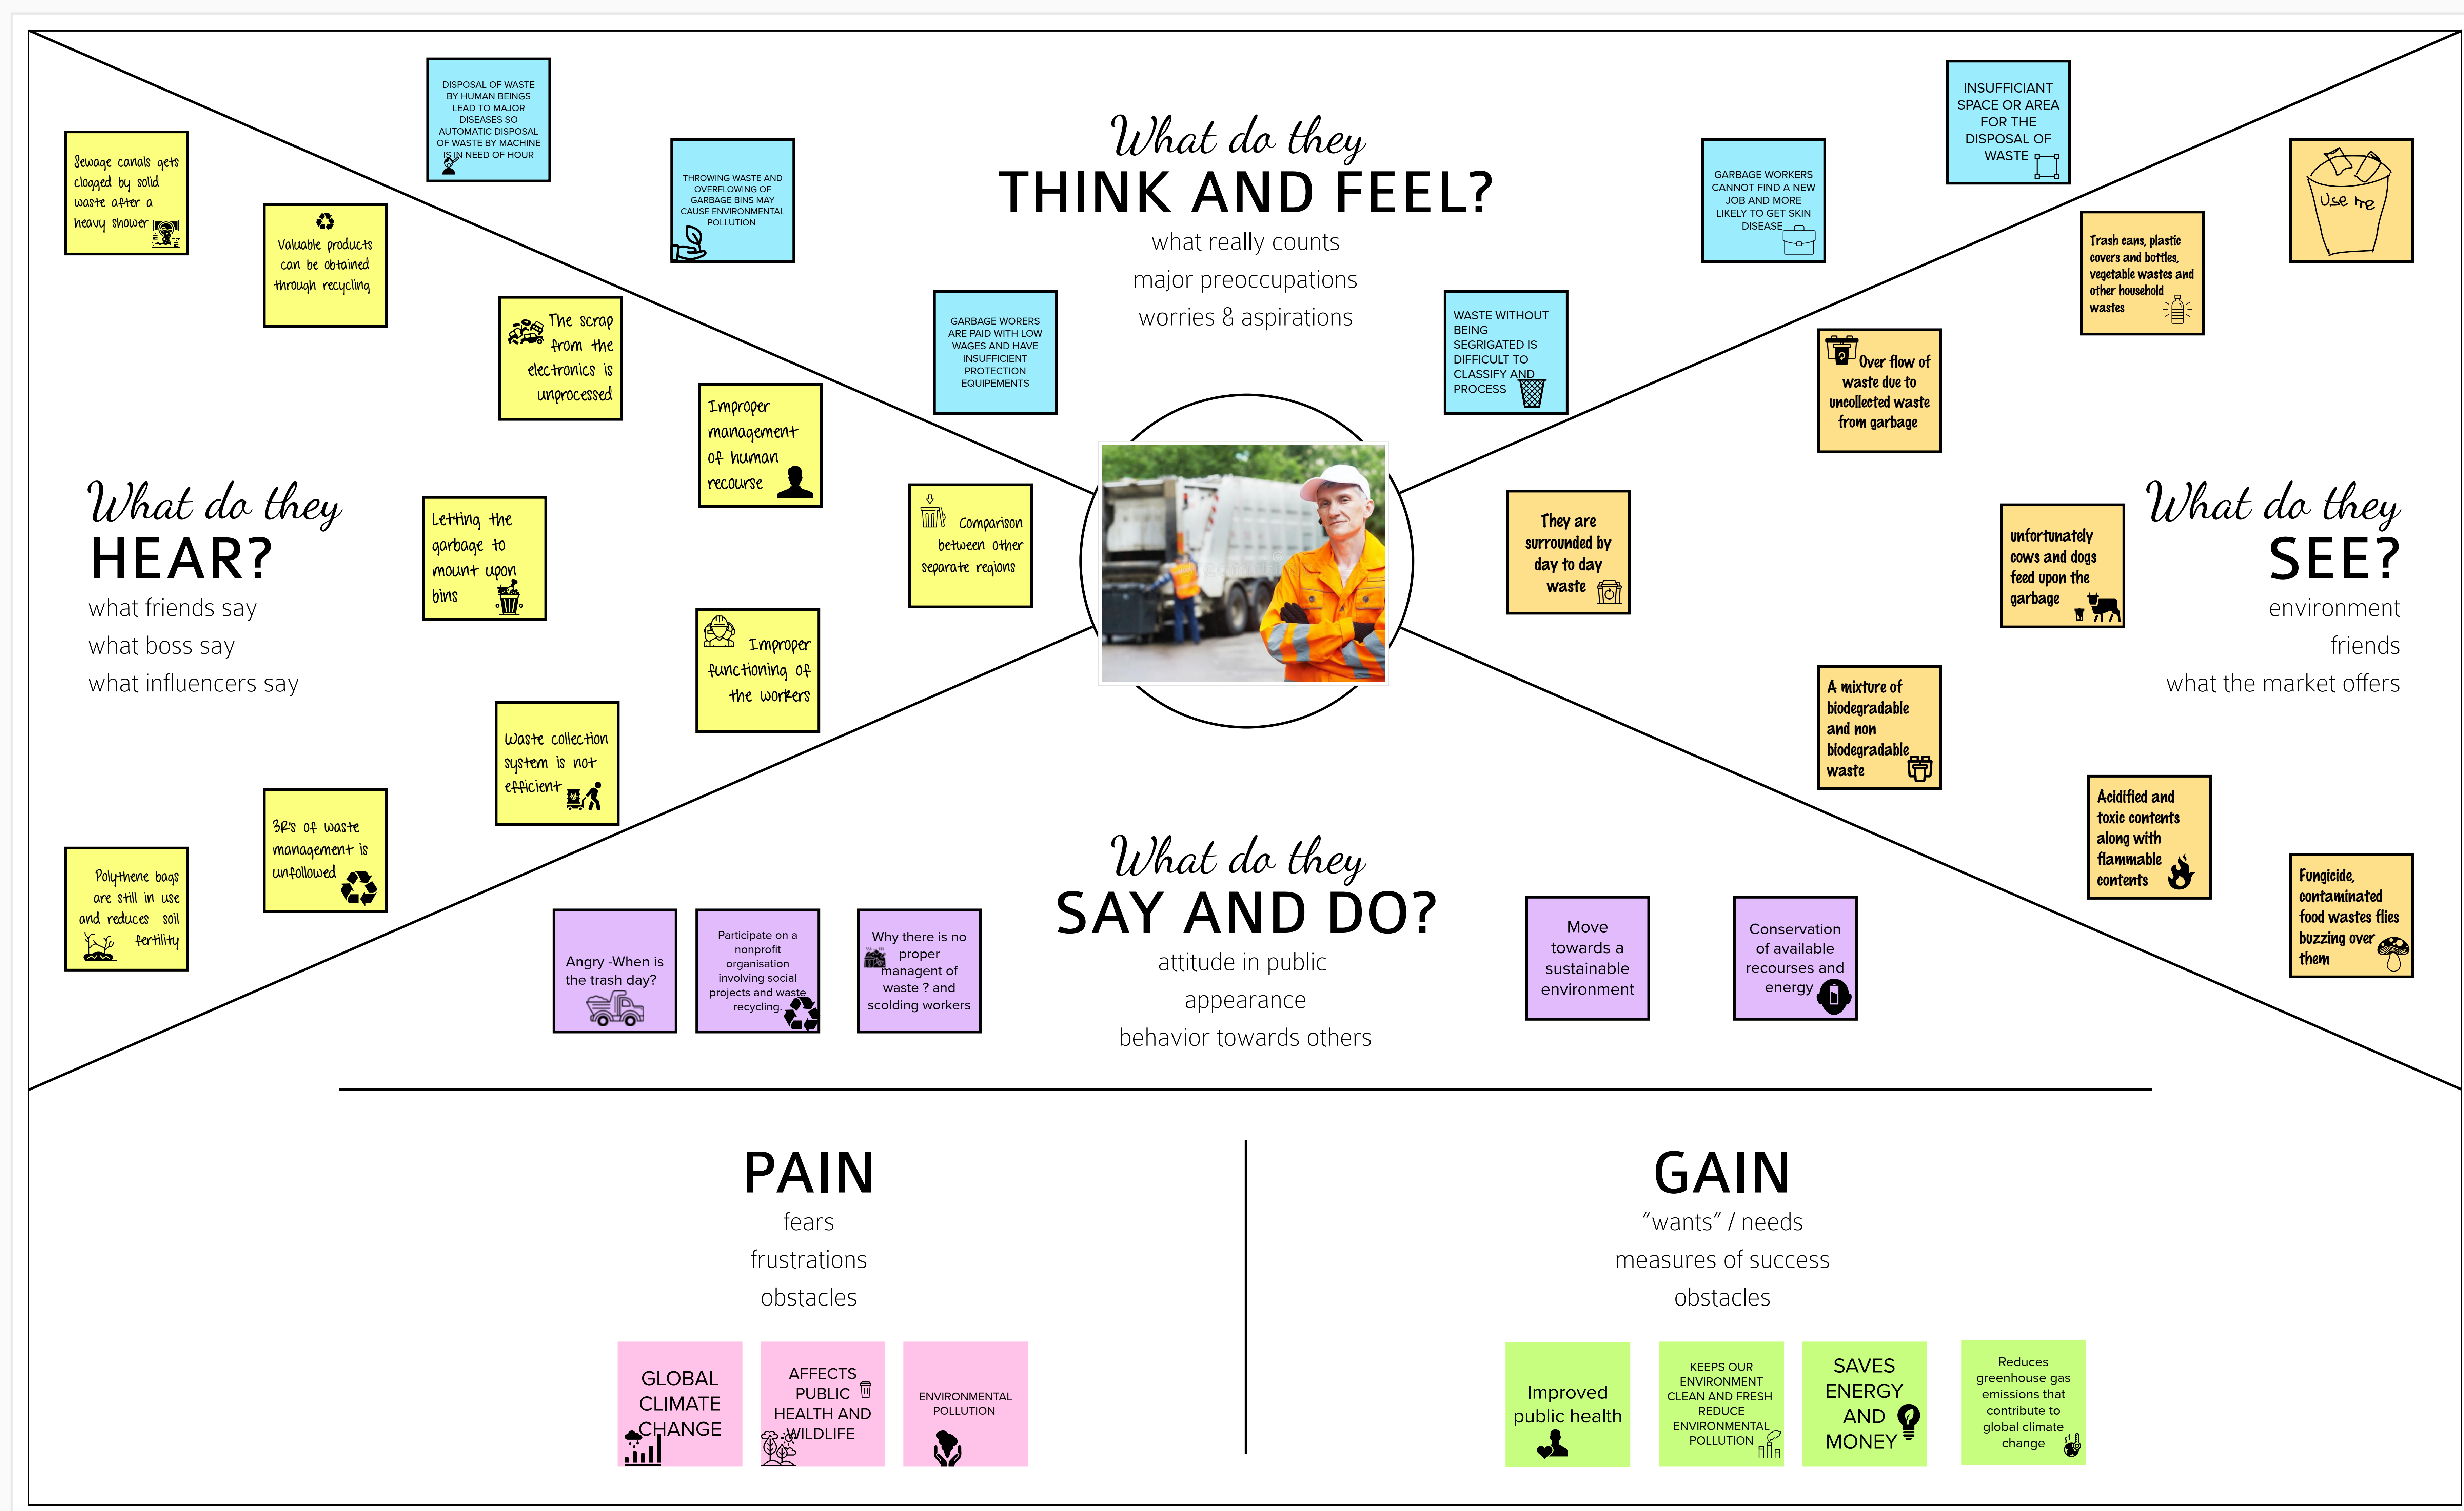 What do they
THINK AND FEEL?
what really counts
major preoccupations
worries & aspirations
DISPOSAL OF WASTE
BY HUMAN BEINGS
LEAD TO MAJOR
DISEASES SO
AUTOMATIC DISPOSAL
OF WASTE BY MACHINE
IS IN NEED OF HOUR
THROWING WASTE AND
OVERFLOWING OF
GARBAGE BINS MAY
CAUSE ENVIRONMENTAL
POLLUTION
GARBAGE WORERS
ARE PAID WITH LOW
WAGES AND HAVE
INSUFFICIENT
PROTECTION
EQUIPEMENTS
WASTE WITHOUT
BEING
SEGRIGATED IS
DIFFICULT TO
CLASSIFY AND
PROCESS
GARBAGE WORKERS
CANNOT FIND A NEW
JOB AND MORE
LIKELY TO GET SKIN
DISEASE
INSUFFICIANT
SPACE OR AREA
FOR THE
DISPOSAL OF
WASTE
What do they
HEAR?
what friends say
what boss say
what influencers say
Sewage canals gets
clogged by solid
waste after a
heavy shower
Valuable products
can be obtained
through recycling
The scrap
from the
electronics is
unprocessed
Improper
management
of human
recourse
Letting the
garbage to
mount upon
bins
Comparison
between other
separate regions
Improper
functioning of
the workers
Waste collection
system is not
efficient
3R's of waste
management is
unfollowed
Polythene bags
are still in use
and reduces soil
fertility
What do they
SEE?
environment
friends
what the market offers
Use me
Trash cans, plastic
covers and bottles,
vegetable wastes and
other household
wastes
Over flow of
waste due to
uncollected waste
from garbage
They are
surrounded by
day to day
waste
unfortunately
cows and dogs
feed upon the
garbage
A mixture of
biodegradable
and non
biodegradable
waste
Acidified and
toxic contents
along with
flammable
contents
Fungicide,
contaminated
food wastes flies
buzzing over
them
What do they
SAY AND DO?
attitude in public
appearance
behavior towards others
Angry -When is
the trash day?
Participate on a
nonprofit
organisation
involving social
projects and waste
recycling.
Why there is no
proper
managent of
waste ? and
scolding workers
Move
towards a
sustainable
environment
Conservation
of available
recourses and
energy
PAIN
fears
frustrations
obstacles
GLOBAL
CLIMATE
CHANGE
AFFECTS
PUBLIC
HEALTH AND
WILDLIFE
ENVIRONMENTAL
POLLUTION
GAIN
“wants” / needs
measures of success
obstacles
Improved
public health
KEEPS OUR
ENVIRONMENT
CLEAN AND FRESH
REDUCE
ENVIRONMENTAL
POLLUTION
SAVES
ENERGY
AND
MONEY
Reduces
greenhouse gas
emissions that
contribute to
global climate
change